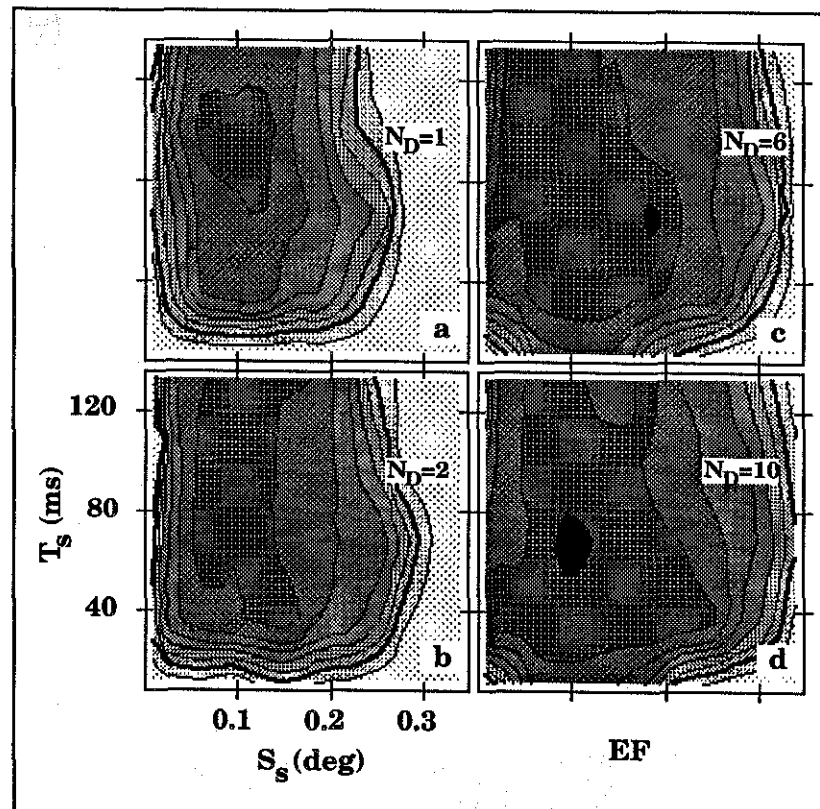 N_D=1
a
N_D=6
c
120
80
40
T_s (ms)
N_D=2
b
N_D=10
d
0.1 0.2 0.3
S_s (deg)
EF